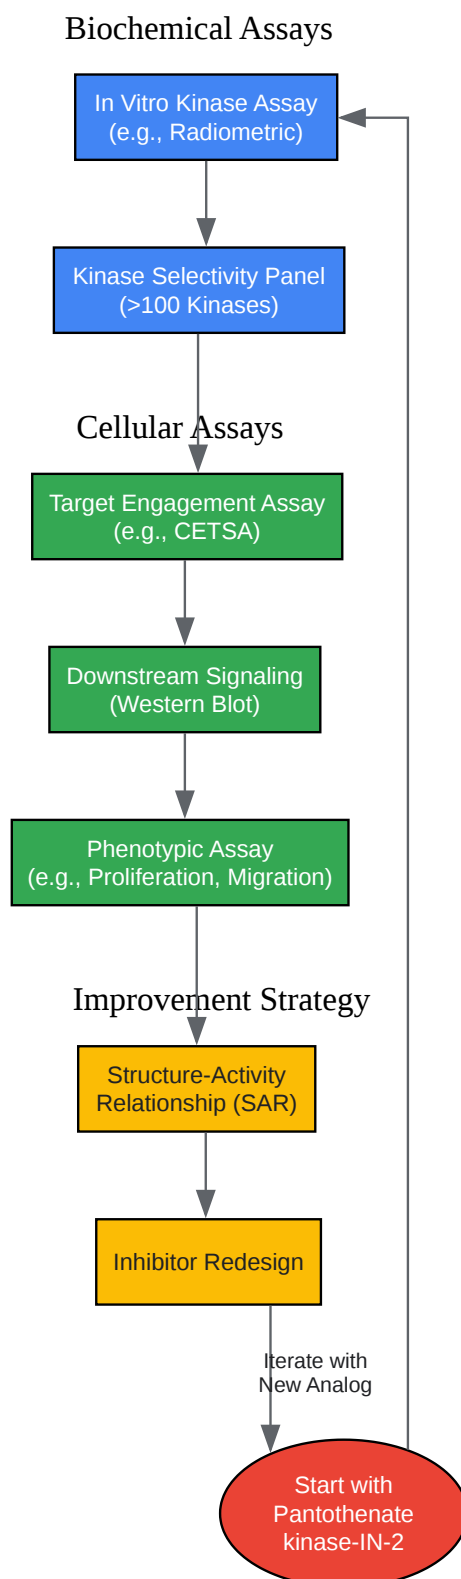 Biochemical Assays
In Vitro Kinase Assay
(e.g., Radiometric)
Kinase Selectivity Panel
(>100 Kinases)
Cellular Assays
Target Engagement Assay
(e.g., CETSA)
Downstream Signaling
(Western Blot)
Phenotypic Assay
(e.g., Proliferation, Migration)
Improvement Strategy
Structure-Activity
Relationship (SAR)
Inhibitor Redesign
Iterate with
New Analog
Start with
Pantothenate
kinase-IN-2